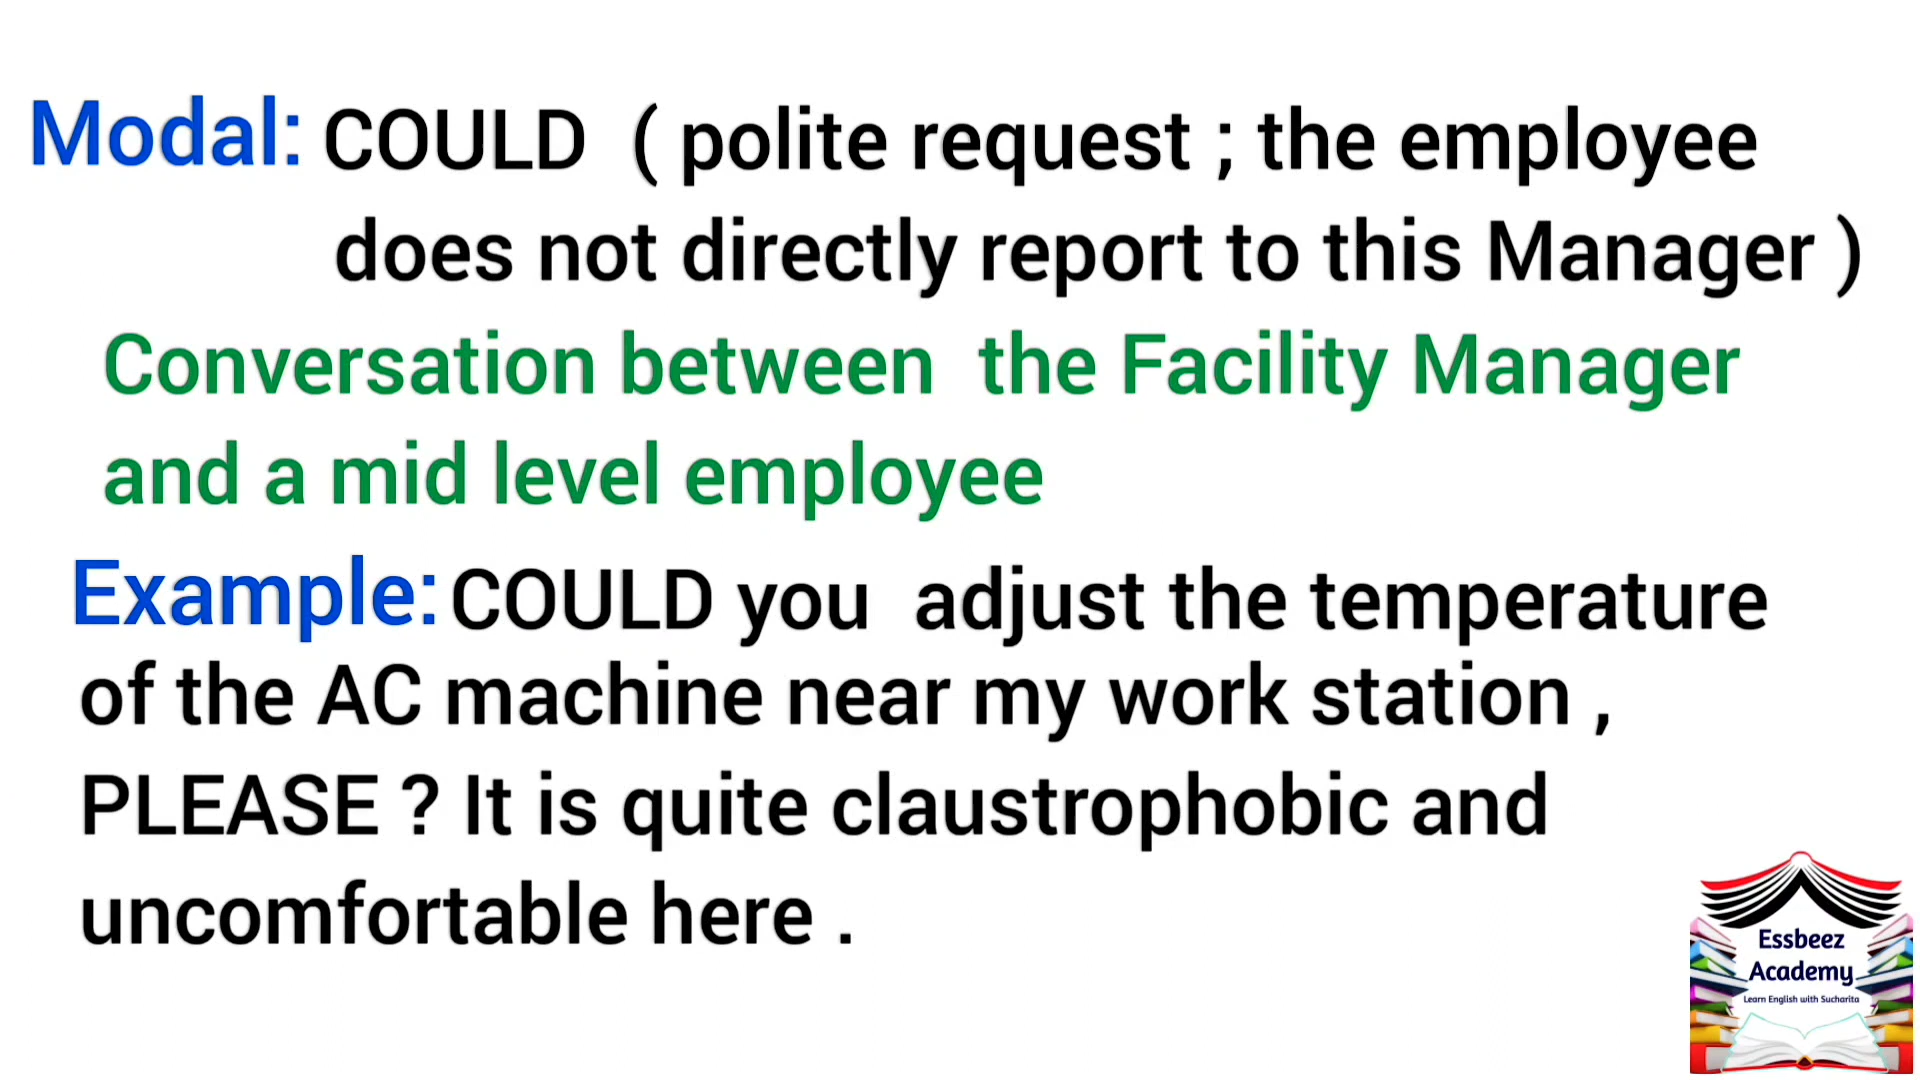 Modal: COULD ( polite request ; the employee
does not directly report to this Manager )
Conversation between the Facility Manager
and a mid level employee
Example: COULD you adjust the temperature
of the AC machine near my work station ,
PLEASE ? It is quite claustrophobic and
uncomfortable here .
Essbeez
Academy
Learn English with Sucharita